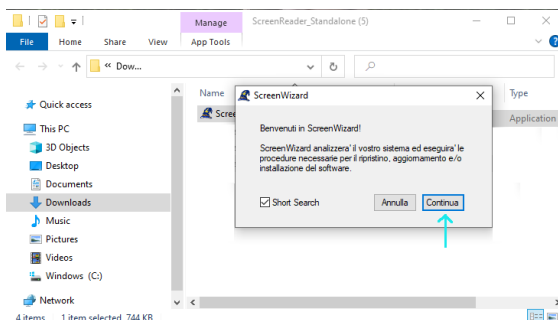 Manage
ScreenReader_Standalone (5)
File
Home
Share
View
App Tools
« Dow...
Name
Type
Quick access
Scree
Application
This PC
3D Objects
Desktop
Documents
Downloads
Music
Pictures
Videos
Windows (C:)
Network
4 items
1 item selected 744 KB
ScreenWizard
Benvenuti in ScreenWizard!
ScreenWizard analizzera' il vostro sistema ed eseguira' le
procedure necessarie per il ripristino, aggiornamento e/o
installazione del software.
Short Search
Annulla
Continua